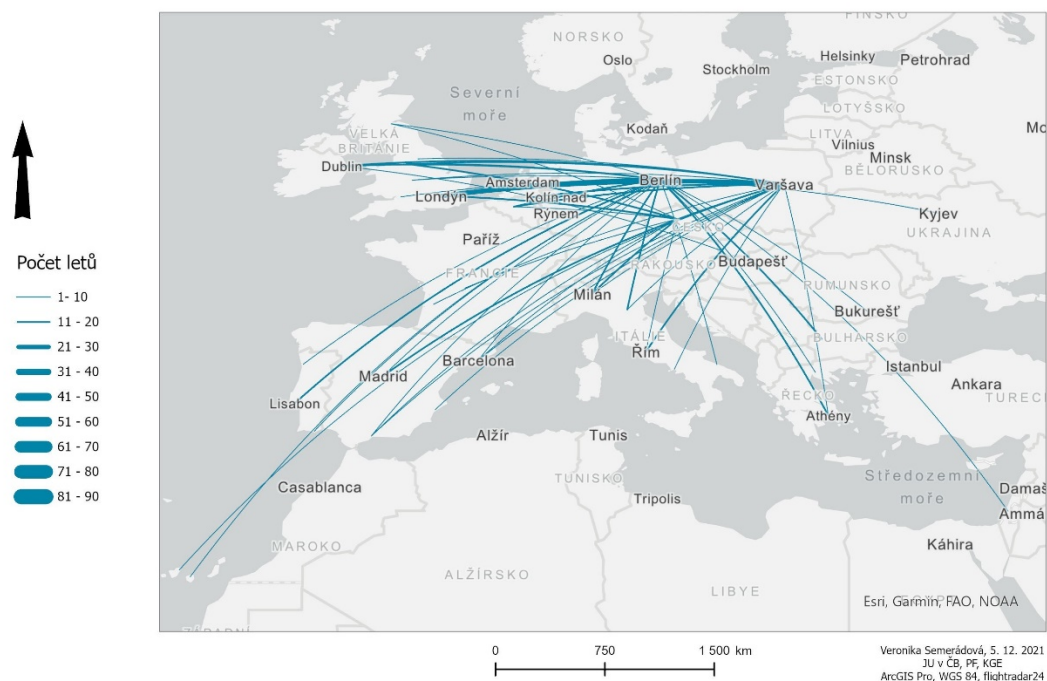 FINSKO
NORSKO
Oslo
Helsinky
Petrohrad
Stockholm
ESTONSKO
Severní
moře
LOTYŠSKO
Kodaň
LITVA
VELKÁ
BRITÁNIE
Vilnius
Minsk
Mo
Dublin
BĚLORUSKO
Amsterdam
Berlín
Varšava
Londýn
Kolín nad
Rýnem
Kyjev
ČESKO
UKRAJINA
Paříž
Budapešť
RAKOUSKO
FRANCIE
RUMUNSKO
Milán
Bukurešť
ITÁLIE
BULHARSKO
Řím
Barcelona
Istanbul
Madrid
Ankara
ŘECKO
TURECK
Lisabon
Athény
Alžír
Tunis
Casablanca
TUNISKO
Středozemní
moře
Tripolis
Damaš
Ammá
MAROKO
Káhira
ALŽÍRSKO
LIBYE
EGYPT
Esri, Garmin, FAO, NOAA
ZÁPADNÍ
Počet letů
1- 10
11 - 20
21 - 30
31 - 40
41 - 50
51 - 60
61 - 70
71 - 80
81 - 90
0 750 1 500 km
Veronika Semerádová, 5. 12. 2021
JU v ČB, PF, KGE
ArcGIS Pro, WGS 84, flightradar24